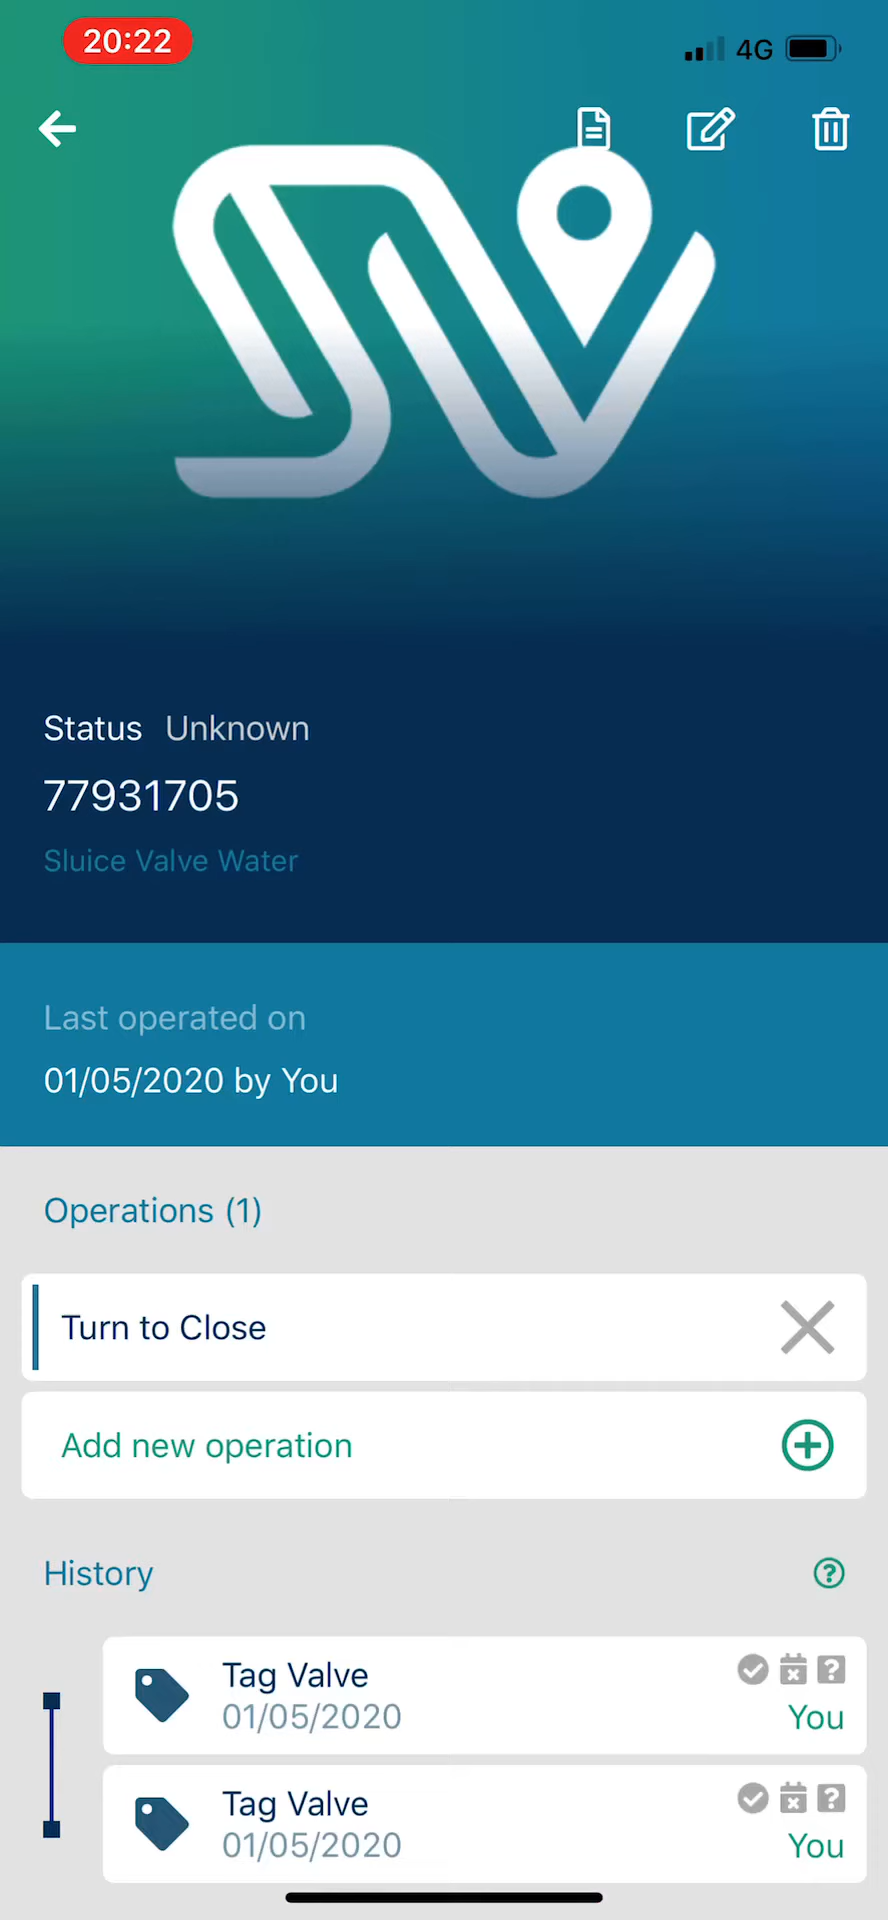 20:22
4G
Status Unknown
77931705
Sluice Valve Water
Last operated on
01/05/2020 by You
Operations (1)
Turn to Close
Add new operation
History
Tag Valve
01/05/2020
You
Tag Valve
01/05/2020
You